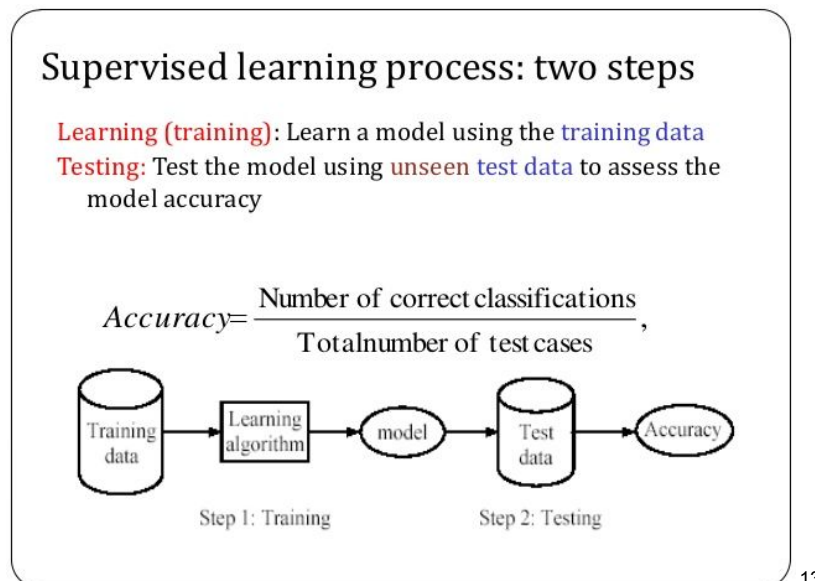 Supervised learning process: two steps
Learning (training): Learn a model using the training data
Testing: Test the model using unseen test data to assess the
model accuracy
Accuracy= Number of correct classifications
Totalnumber of test cases ,
Training
data
Learning
algorithm
model
Test
data
Accuracy
Step 1: Training
Step 2: Testing